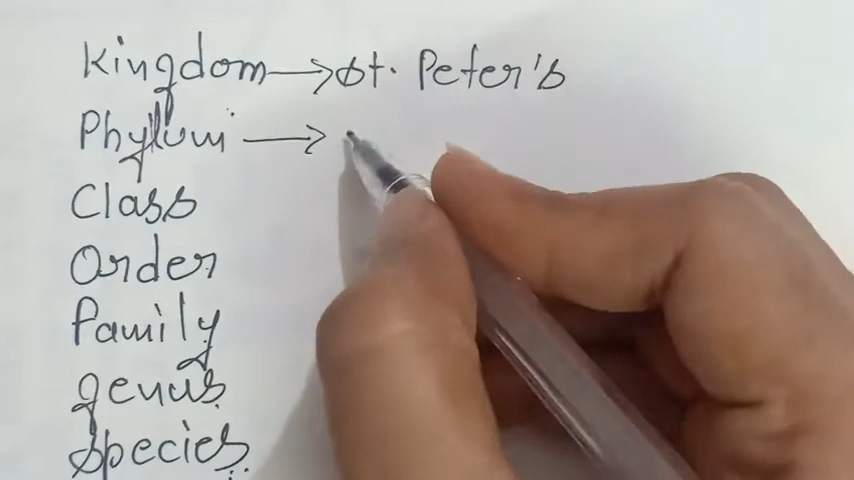 Kingdom → St. Peter's
Phylum →
Class
Order
Family
genus
species